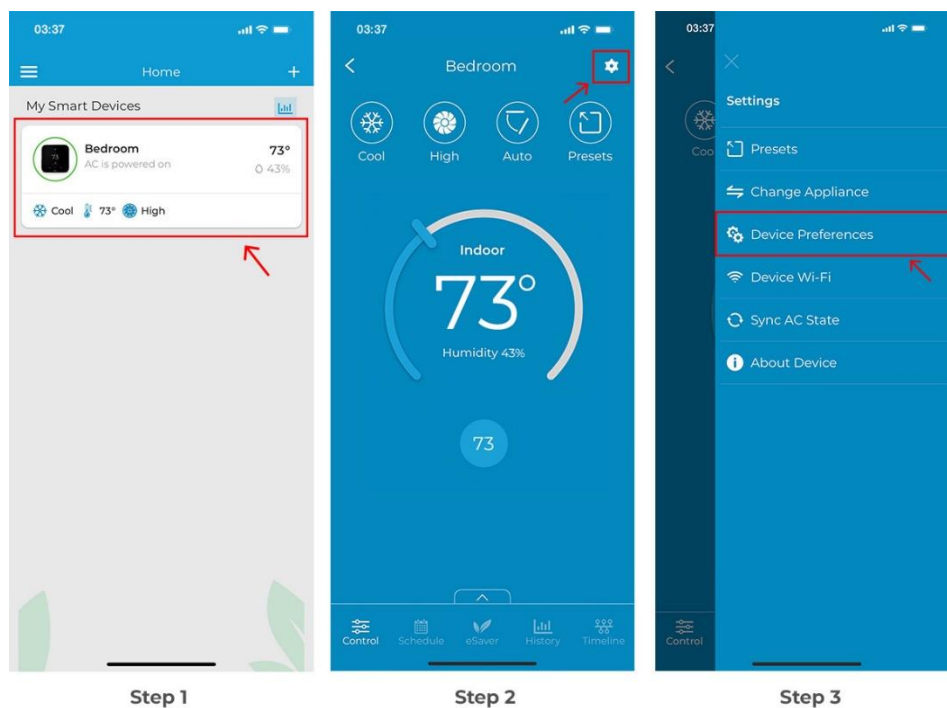 03:37
Home
My Smart Devices
73
Bedroom
73°
AC is powered on
43%
Cool 73° High
Step 1
03:37
Bedroom
Cool High Auto Presets
Indoor
73°
Humidity 43%
73
Control Schedule eSaver History Timeline
Step 2
03:37
Coo
Settings
Presets
Change Appliance
Device Preferences
Device Wi-Fi
Sync AC State
About Device
Control
Step 3